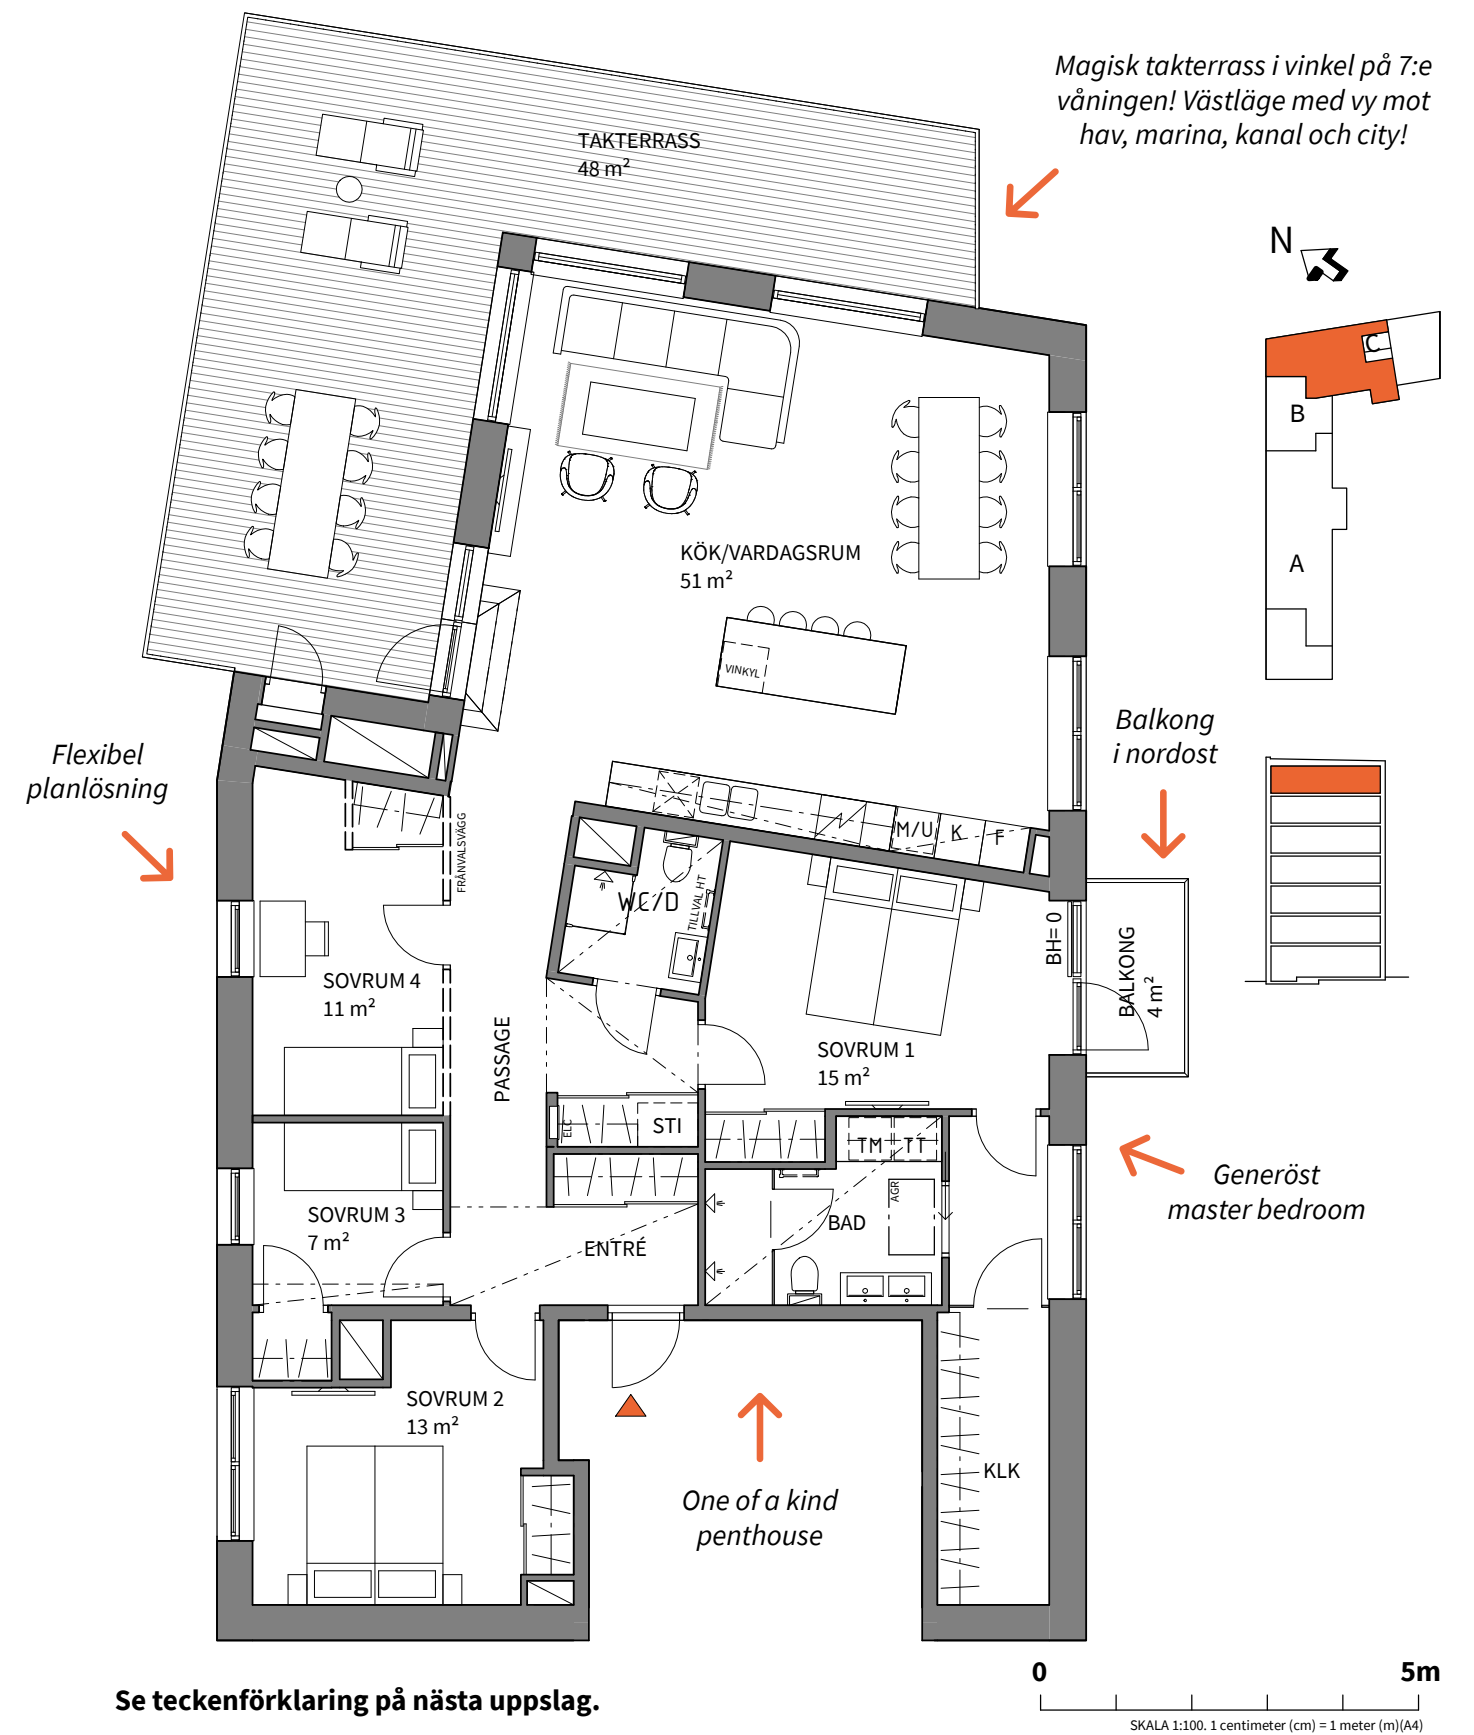 Magisk takterrass i vinkel på 7:e
våningen! Västläge med vy mot
hav, marina, kanal och city!
TAKTERRASS
48 m²
N
C
B
A
KÖK/VARDAGSRUM
51 m²
VINKYL
Flexibel
planlösning
Balkong
i nordost
FRÅNVALSVÄGG
M/U
K
F
WC/D
TILLVAL HT
BH= 0
BALKONG
4 m²
SOVRUM 4
11 m²
PASSAGE
SOVRUM 1
15 m²
ELC
STI
TM
TT
Generöst
master bedroom
SOVRUM 3
7 m²
AGR
BAD
ENTRÉ
SOVRUM 2
13 m²
KLK
One of a kind
penthouse
Se teckenförklaring på nästa uppslag.
0
5m
SKALA 1:100. 1 centimeter (cm) = 1 meter (m)(A4)